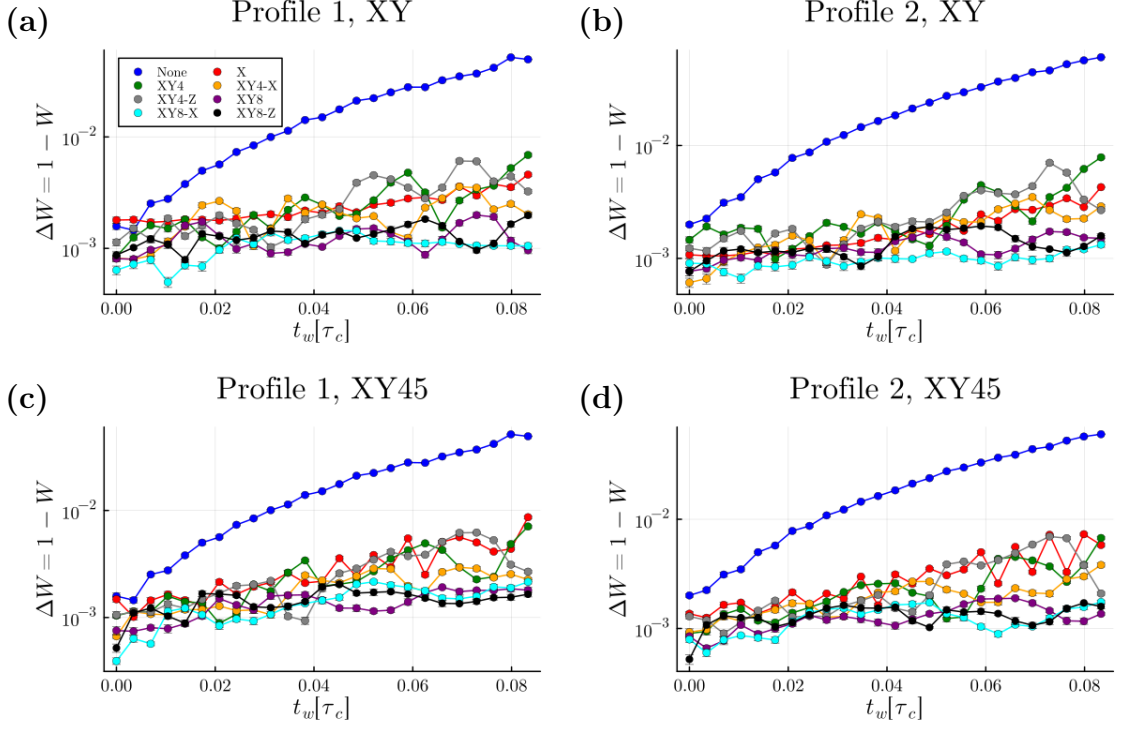 (a) Profile 1, XY
None X
XY4 XY4-X
XY4-Z XY8
XY8-X XY8-Z
ΔW = 1 − W
10⁻²
10⁻³
0.00 0.02 0.04 0.06 0.08
t_w[τ_c]
(b) Profile 2, XY
ΔW = 1 − W
10⁻²
10⁻³
0.00 0.02 0.04 0.06 0.08
t_w[τ_c]
(c) Profile 1, XY45
ΔW = 1 − W
10⁻²
10⁻³
0.00 0.02 0.04 0.06 0.08
t_w[τ_c]
(d) Profile 2, XY45
ΔW = 1 − W
10⁻²
10⁻³
0.00 0.02 0.04 0.06 0.08
t_w[τ_c]